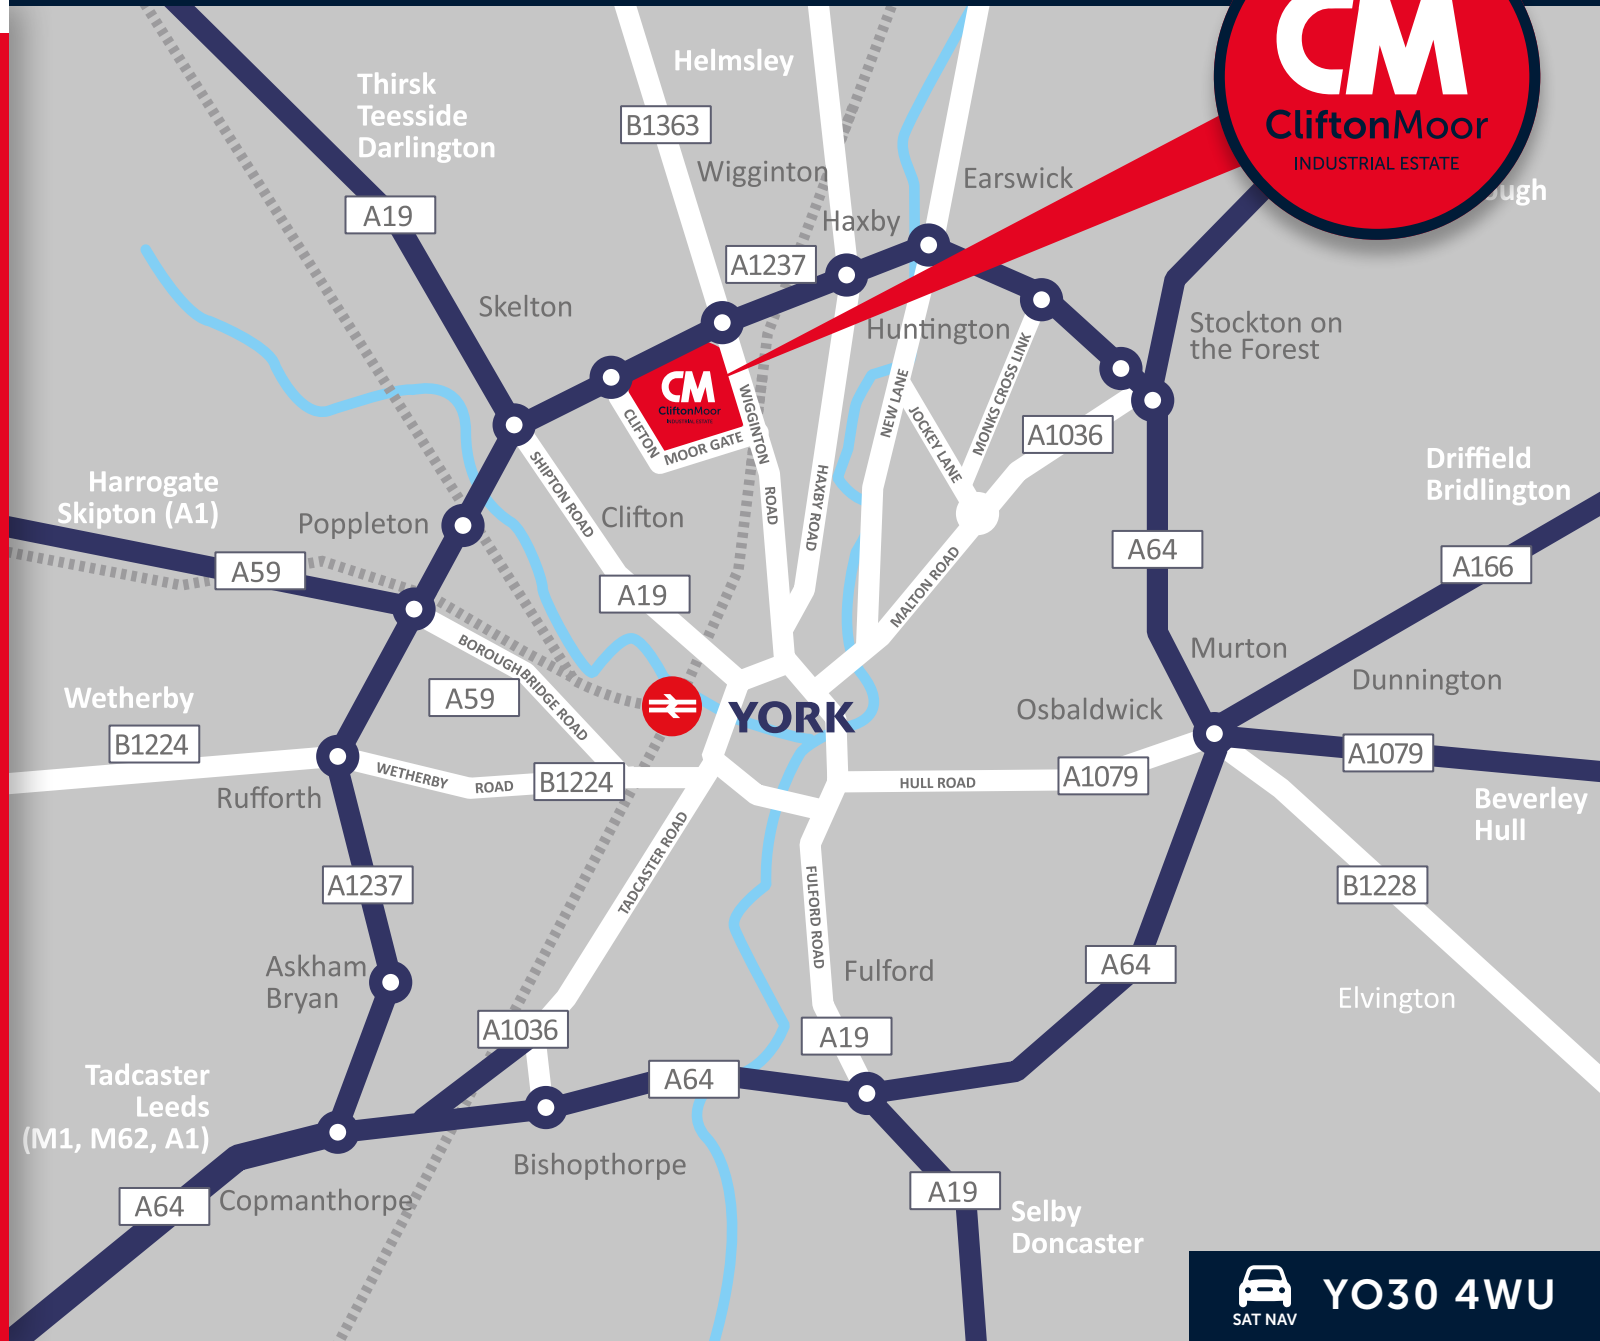 CM
CliftonMoor
INDUSTRIAL ESTATE
Helmsley
Thirsk
Teesside
Darlington
B1363
Wigginton
Earswick
A19
Haxby
A1237
Skelton
Huntington
Stockton on
the Forest
CM
CliftonMoor
INDUSTRIAL ESTATE
CLIFTON
MOOR GATE
WIGGINTON
ROAD
HAXBY ROAD
NEW LANE
JOCKEY LANE
MONKS CROSS LINK
A1036
Driffield
Bridlington
Harrogate
Skipton (A1)
Poppleton
SHIPTON ROAD
Clifton
A64
A166
A59
A19
MALTON ROAD
BOROUGHBRIDGE ROAD
Murton
Dunnington
Wetherby
A59
YORK
Osbaldwick
B1224
A1079
WETHERBY
ROAD
B1224
HULL ROAD
A1079
Rufforth
Beverley
Hull
TADCASTER ROAD
FULFORD ROAD
A1237
B1228
Askham
Bryan
Fulford
A64
Elvington
A1036
A19
Tadcaster
Leeds
(M1, M62, A1)
A64
Bishopthorpe
A64
Copmanthorpe
A19
Selby
Doncaster
SAT NAV
YO30 4WU